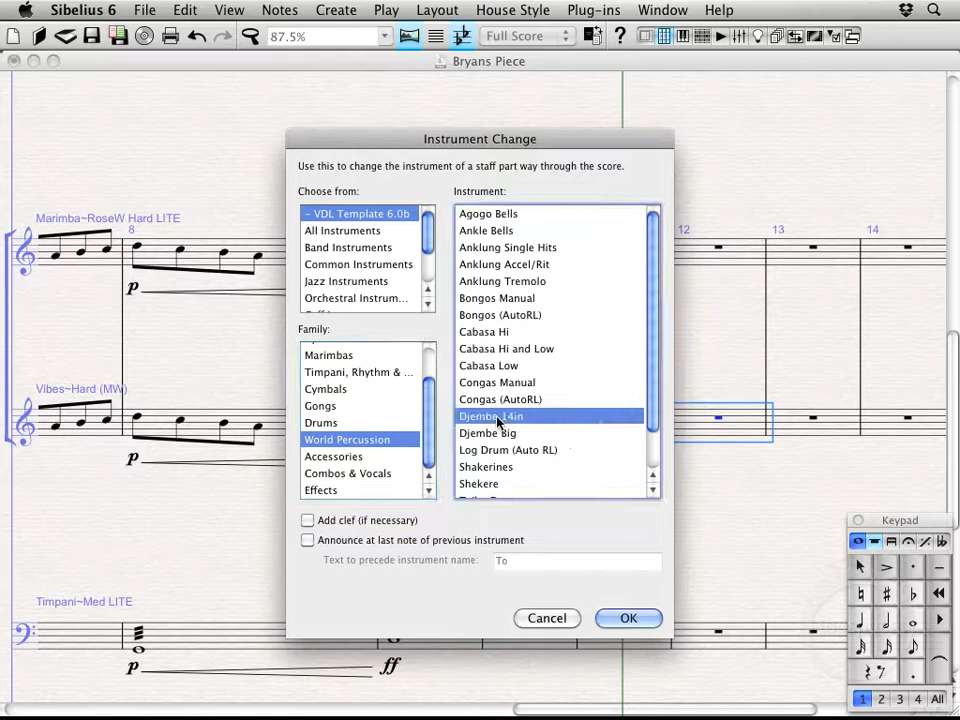 Sibelius 6 File Edit View Notes Create Play Layout House Style Plug-ins Window Help
87.5% Full Score
Bryans Piece
Instrument Change
Use this to change the instrument of a staff part way through the score.
Choose from: Instrument:
~ VDL Template 6.0b
All Instruments
Band Instruments
Common Instruments
Jazz Instruments
Orchestral Instrum...
Family:
Marimbas
Timpani, Rhythm & ...
Cymbals
Gongs
Drums
World Percussion
Accessories
Combos & Vocals
Effects
Agogo Bells
Ankle Bells
Anklung Single Hits
Anklung Accel/Rit
Anklung Tremolo
Bongos Manual
Bongos (AutoRL)
Cabasa Hi
Cabasa Hi and Low
Cabasa Low
Congas Manual
Congas (AutoRL)
Djembe 14in
Djembe Big
Log Drum (Auto RL)
Shakerines
Shekere
Add clef (if necessary)
Announce at last note of previous instrument
Text to precede instrument name: To
Cancel OK
Marimba~RoseW Hard LITE
8 12 13 14
p
Vibes~Hard (MW)
p
Timpani~Med LITE
p ff
Keypad
1 2 3 4 All